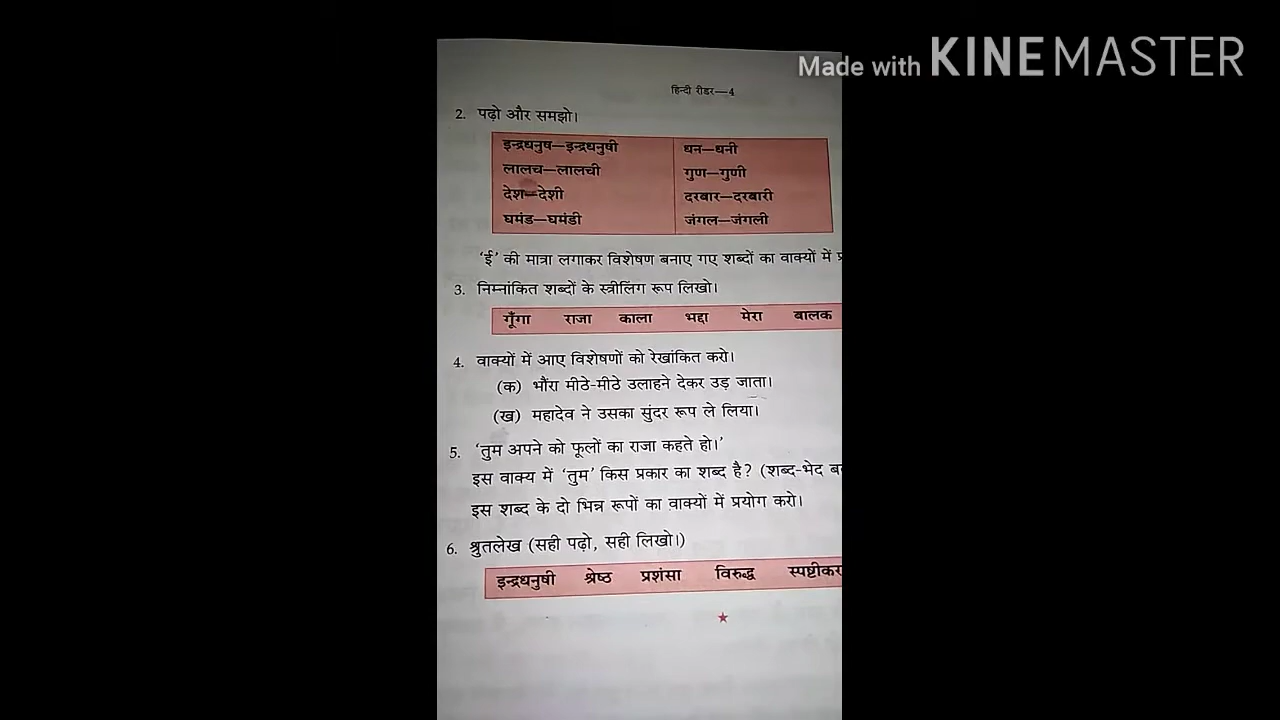 Made with KINEMASTER
हिन्दी रीडर—4
2. पढ़ो और समझो।
इन्द्रधनुष—इन्द्रधनुषी धन—धनी
लालच—लालची गुण—गुणी
देश—देशी दरबार—दरबारी
घमंड—घमंडी जंगल—जंगली
'ई' की मात्रा लगाकर विशेषण बनाए गए शब्दों का वाक्यों में
3. निम्नांकित शब्दों के स्त्रीलिंग रूप लिखो।
गूँगा राजा काला भद्दा मेरा बालक
4. वाक्यों में आए विशेषणों को रेखांकित करो।
(क) भौंरा मीठे-मीठे उलाहने देकर उड़ जाता।
(ख) महादेव ने उसका सुंदर रूप ले लिया।
5. 'तुम अपने को फूलों का राजा कहते हो।'
इस वाक्य में 'तुम' किस प्रकार का शब्द है? (शब्द-भेद
इस शब्द के दो भिन्न रूपों का वाक्यों में प्रयोग करो।
6. श्रुतलेख (सही पढ़ो, सही लिखो।)
इन्द्रधनुषी श्रेष्ठ प्रशंसा विरुद्ध स्पष्टीकर